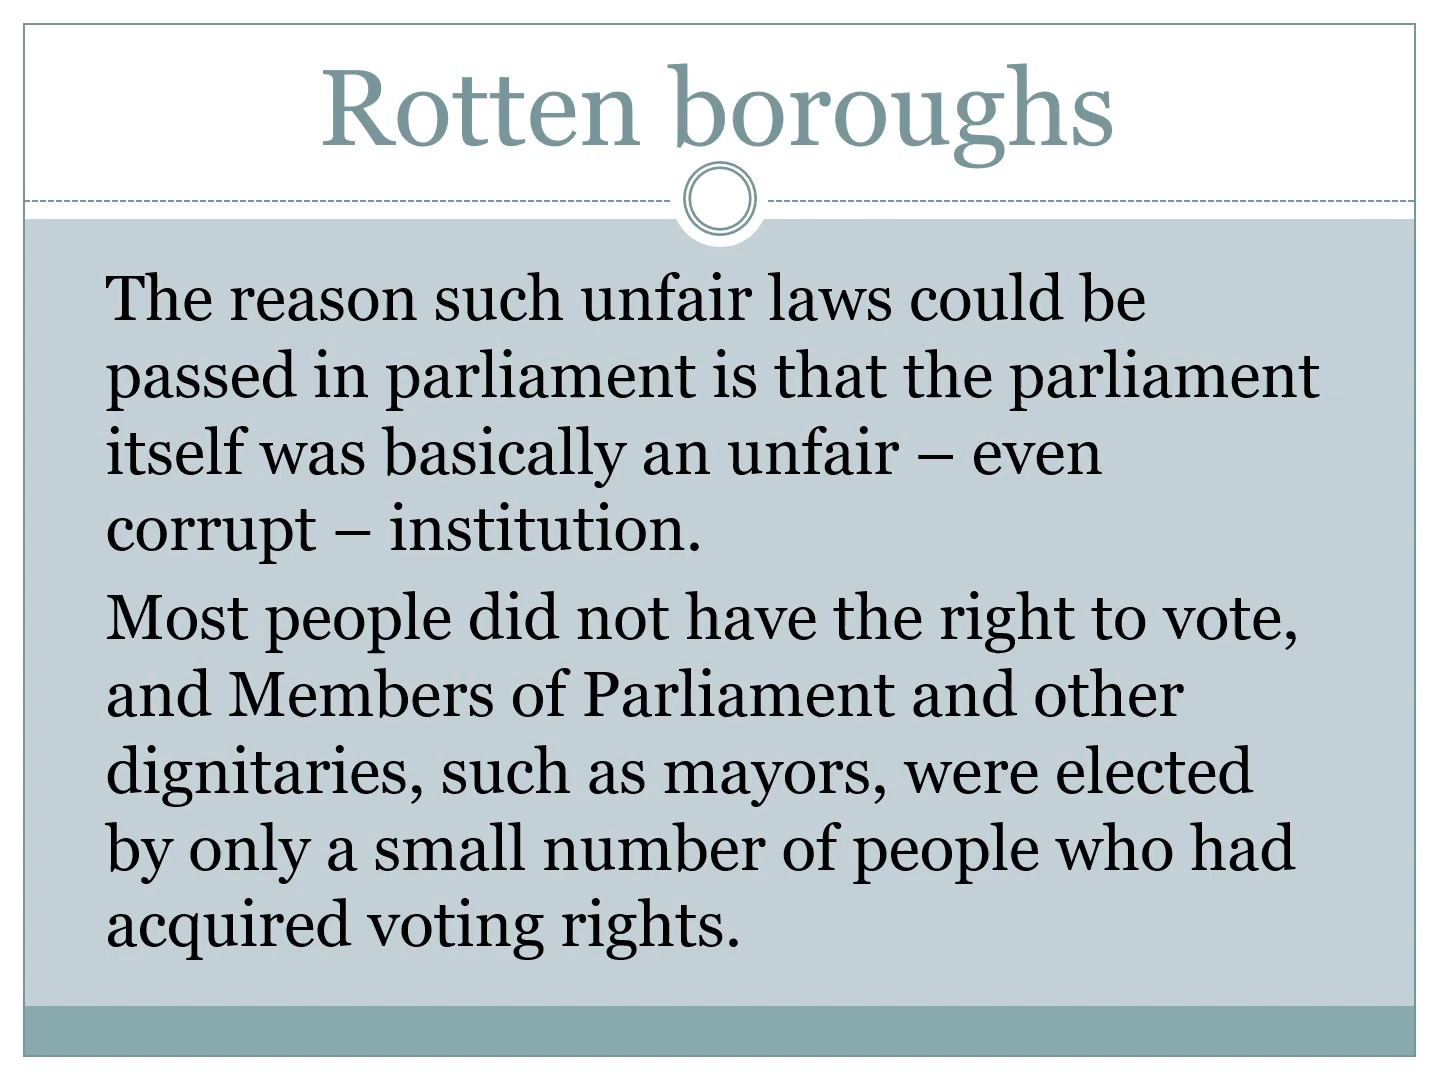 Rotten boroughs
The reason such unfair laws could be
passed in parliament is that the parliament
itself was basically an unfair – even
corrupt – institution.
Most people did not have the right to vote,
and Members of Parliament and other
dignitaries, such as mayors, were elected
by only a small number of people who had
acquired voting rights.